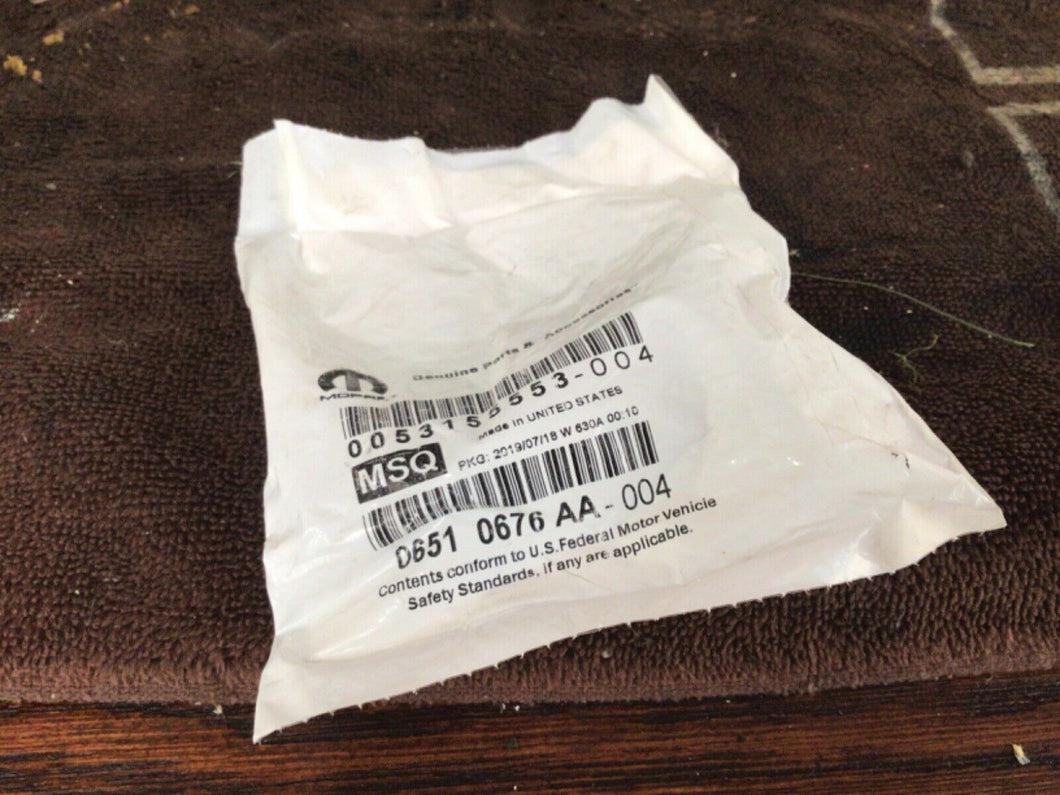 Genuine Parts & Accessories
MOPAR
0053155553-004
Made in UNITED STATES
MSQ
PKG: 2019/07/18 W 630A 00:10
0651 0676 AA-004
Contents conform to U.S.Federal Motor Vehicle
Safety Standards, if any are applicable.